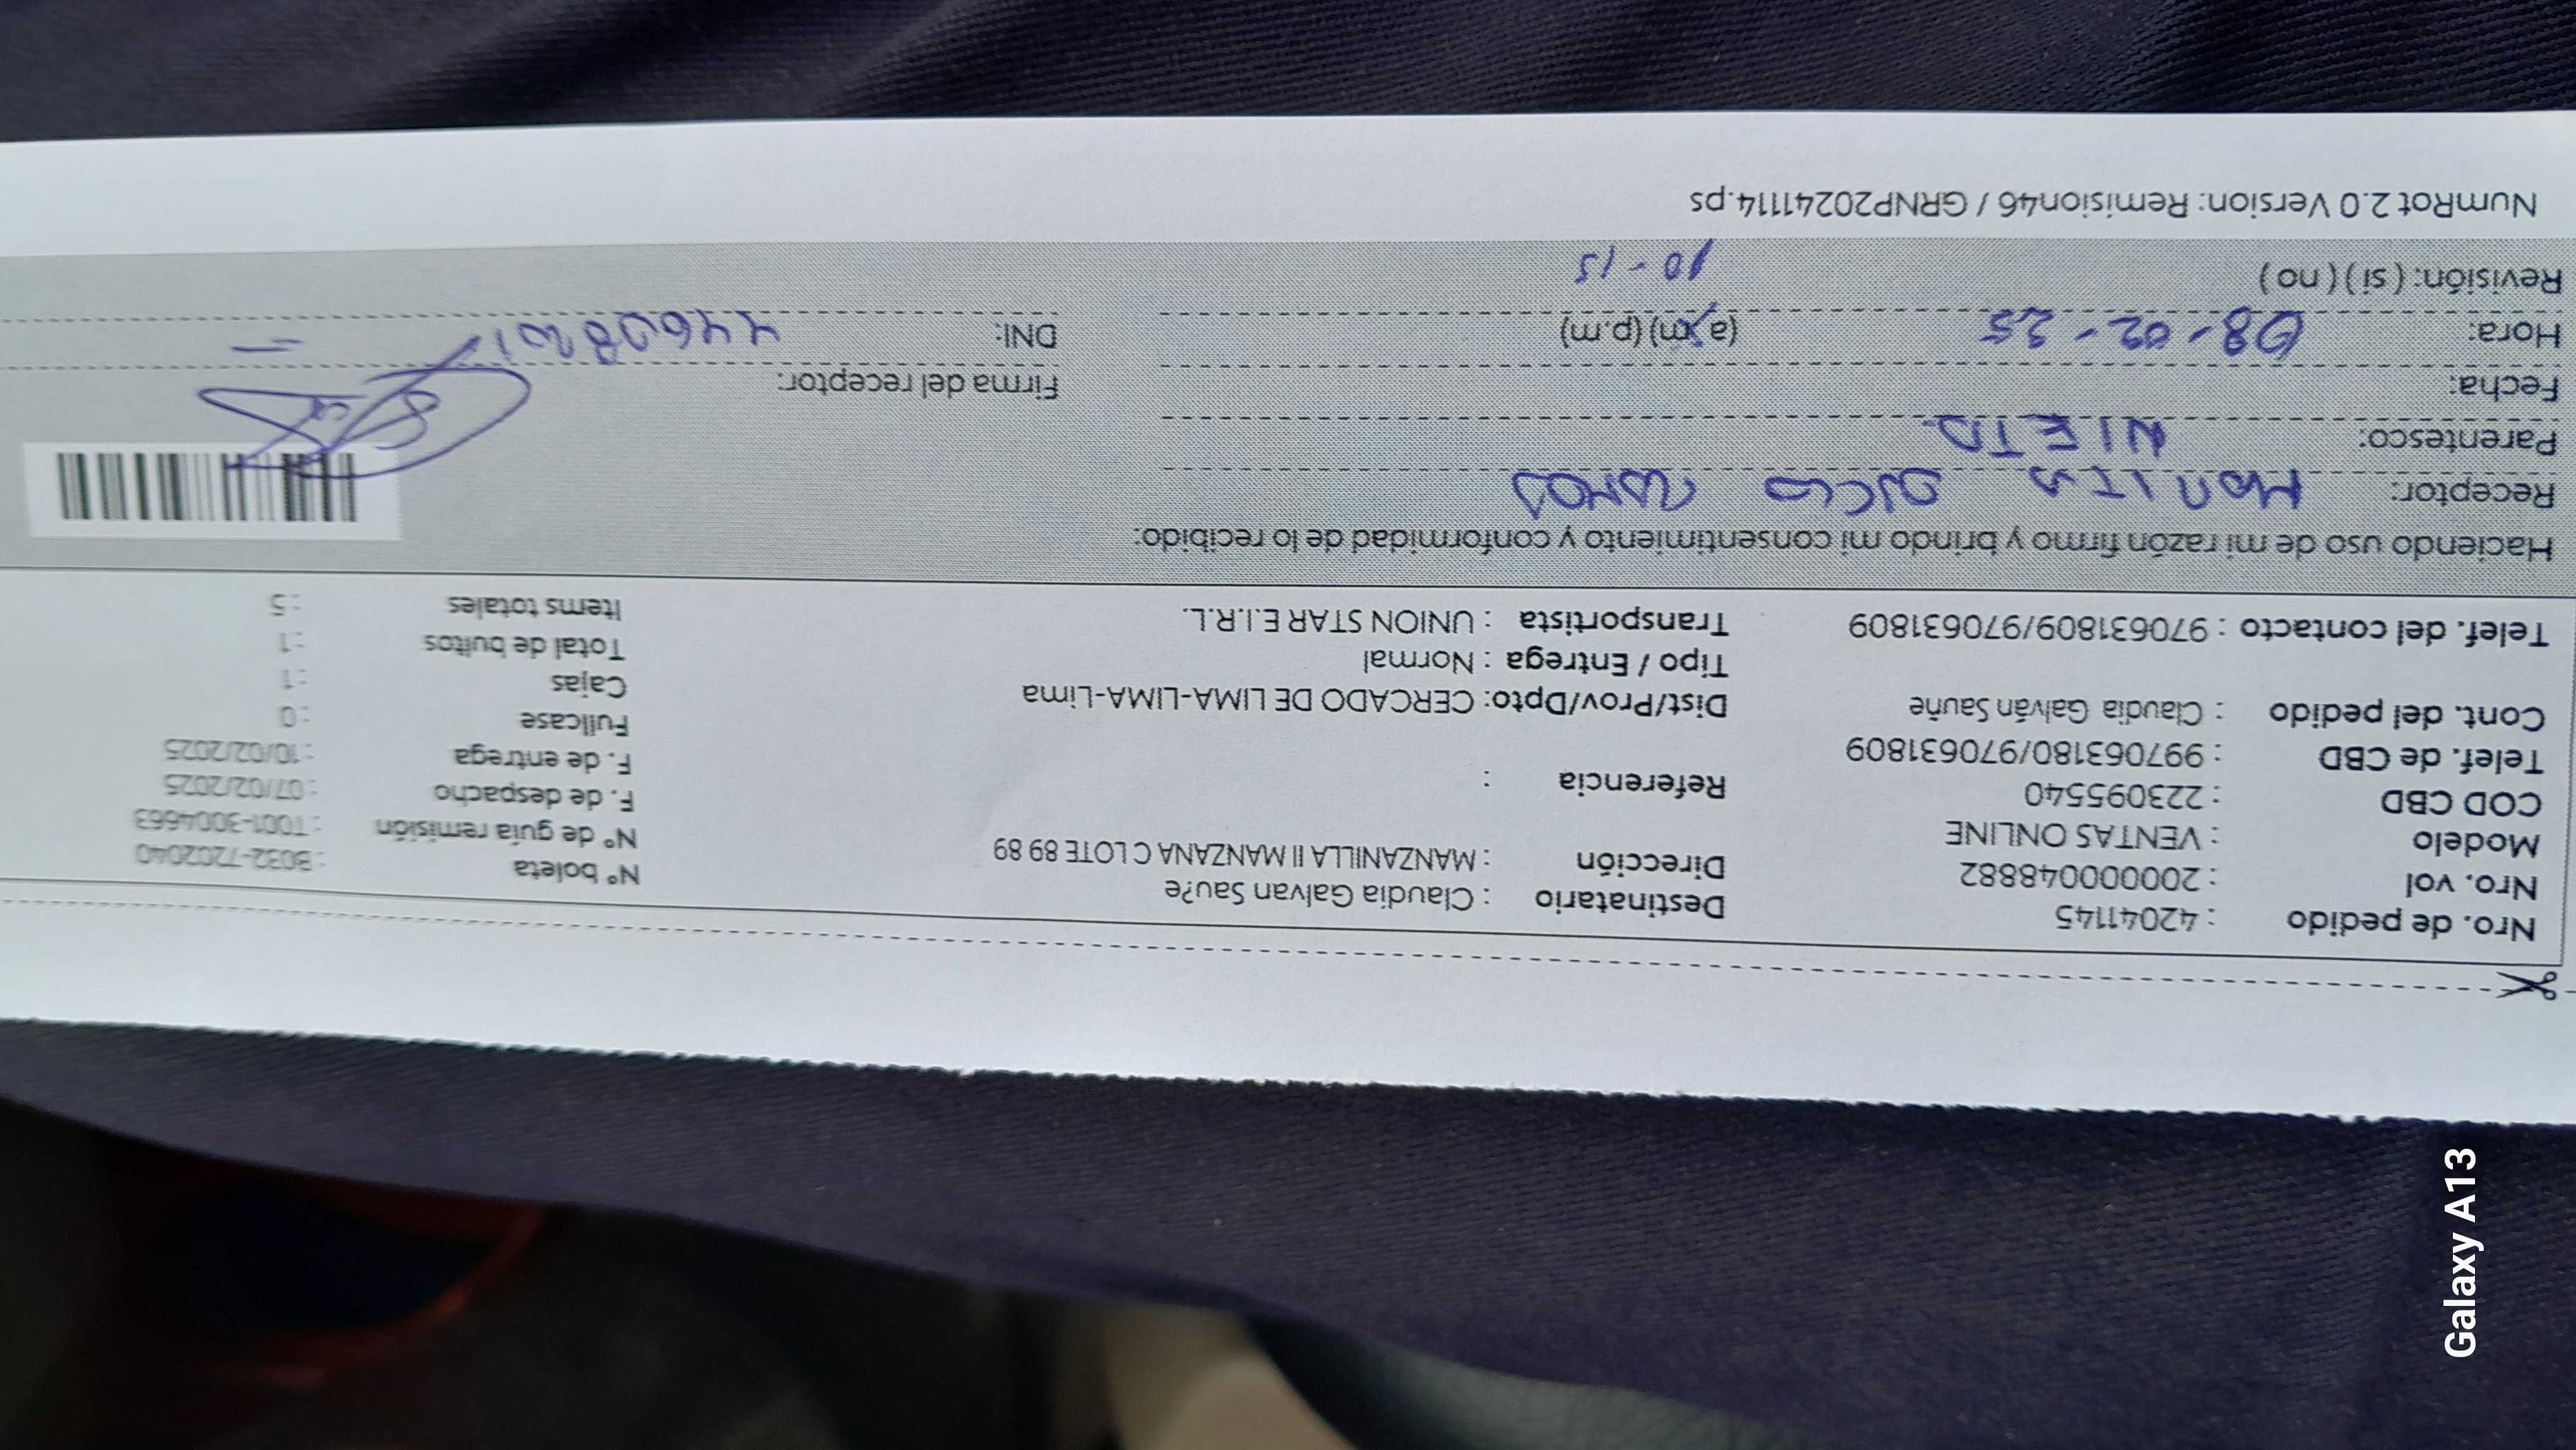 Nro. de pedido : 42041145
Nro. vol : 20000048882
Modelo : VENTAS ONLINE
COD CBD : 223095540
Telef. de CBD : 997063180/970631809
Cont. del pedido : Claudia Galván Sauñe
Telef. del contacto : 970631809/970631809
Destinatario : Claudia Galvan Sau?e
Dirección : MANZANILLA II MANZANA C LOTE 89 89
Referencia :
Dist/Prov/Dpto: CERCADO DE LIMA-LIMA-Lima
Tipo / Entrega : Normal
Transportista : UNION STAR E.I.R.L.
N° boleta : B032-7202040
N° de guía remisión : T001-3004663
F. de despacho : 07/02/2025
F. de entrega : 10/02/2025
Fullcase : 0
Cajas : 1
Total de bultos : 1
Items totales : 5
Haciendo uso de mi razón firmo y brindo mi consentimiento y conformidad de lo recibido:
Receptor:
Parentesco: NIETO
Fecha:
Firma del receptor:
Hora: 08-02-25 (a.m) (p.m)
DNI:
Revisión: ( si ) ( no ) 10-15
NumRot 2.0 Version: Remision46 / GRNP20241114.ps
Galaxy A13